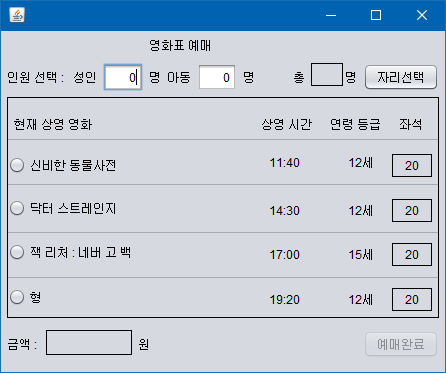 영화표 예매
인원 선택 : 성인 0 명 아동 0 명 총 명 자리선택
현재 상영 영화 상영 시간 연령 등급 좌석
신비한 동물사전 11:40 12세 20
닥터 스트레인지 14:30 12세 20
잭 리처 : 네버 고 백 17:00 15세 20
형 19:20 12세 20
금액 : 원 예매완료